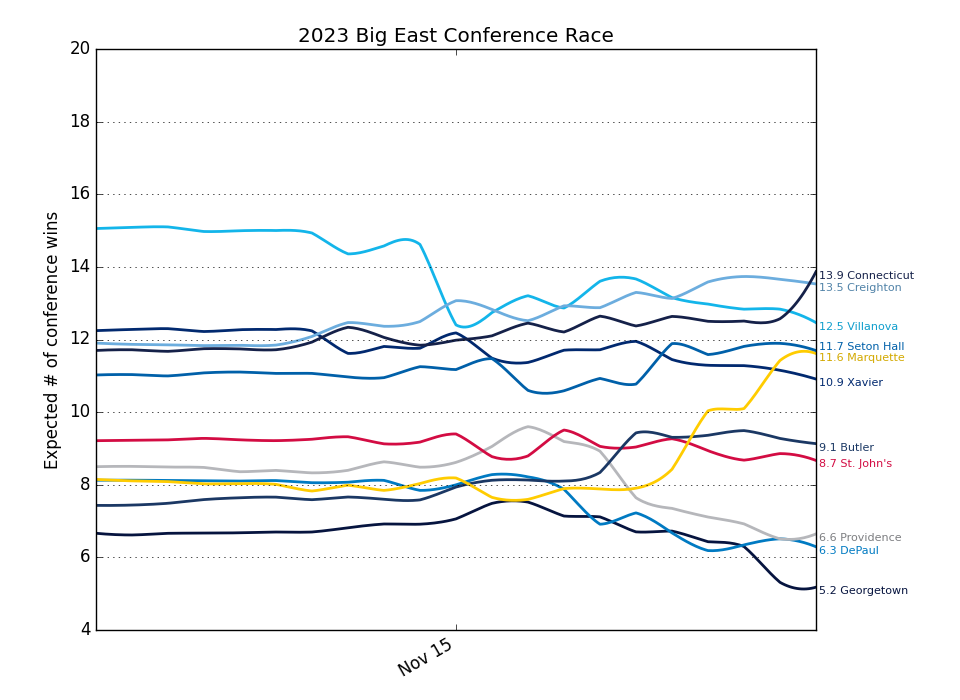 2023 Big East Conference Race
Expected # of conference wins
20
18
16
14
12
10
8
6
4
Nov 15
13.9 Connecticut
13.5 Creighton
12.5 Villanova
11.7 Seton Hall
11.6 Marquette
10.9 Xavier
9.1 Butler
8.7 St. John's
6.6 Providence
6.3 DePaul
5.2 Georgetown